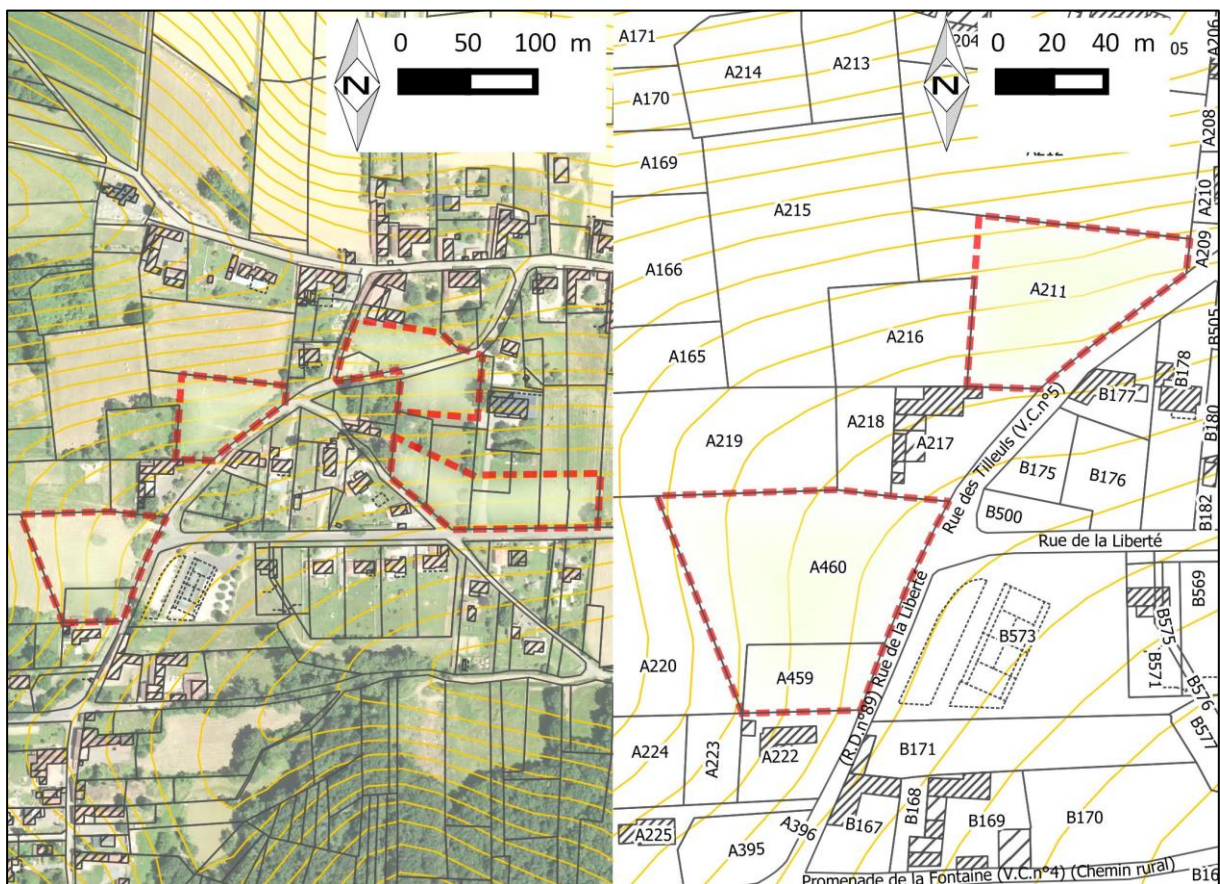 0 50 100 m
N
A171
A214
A213
204
0 20 40 m
05
A206
N
A170
A208
A169
A212
A210
A215
A209
A166
A211
A216
A165
B505
B178
B177
A219
A218
A217
Rue des Tilleuls (V.C.n°5)
B175
B176
B180
B182
B500
Rue de la Liberté
A460
B569
B573
B575
B571
A220
A459
(R.D.n°89) Rue de la Liberté
B576
B577
A224
A223
A222
B171
B168
B167
B169
B170
A225
A396
A395
Promenade de la Fontaine (V.C.n°4) (Chemin rural)
B16